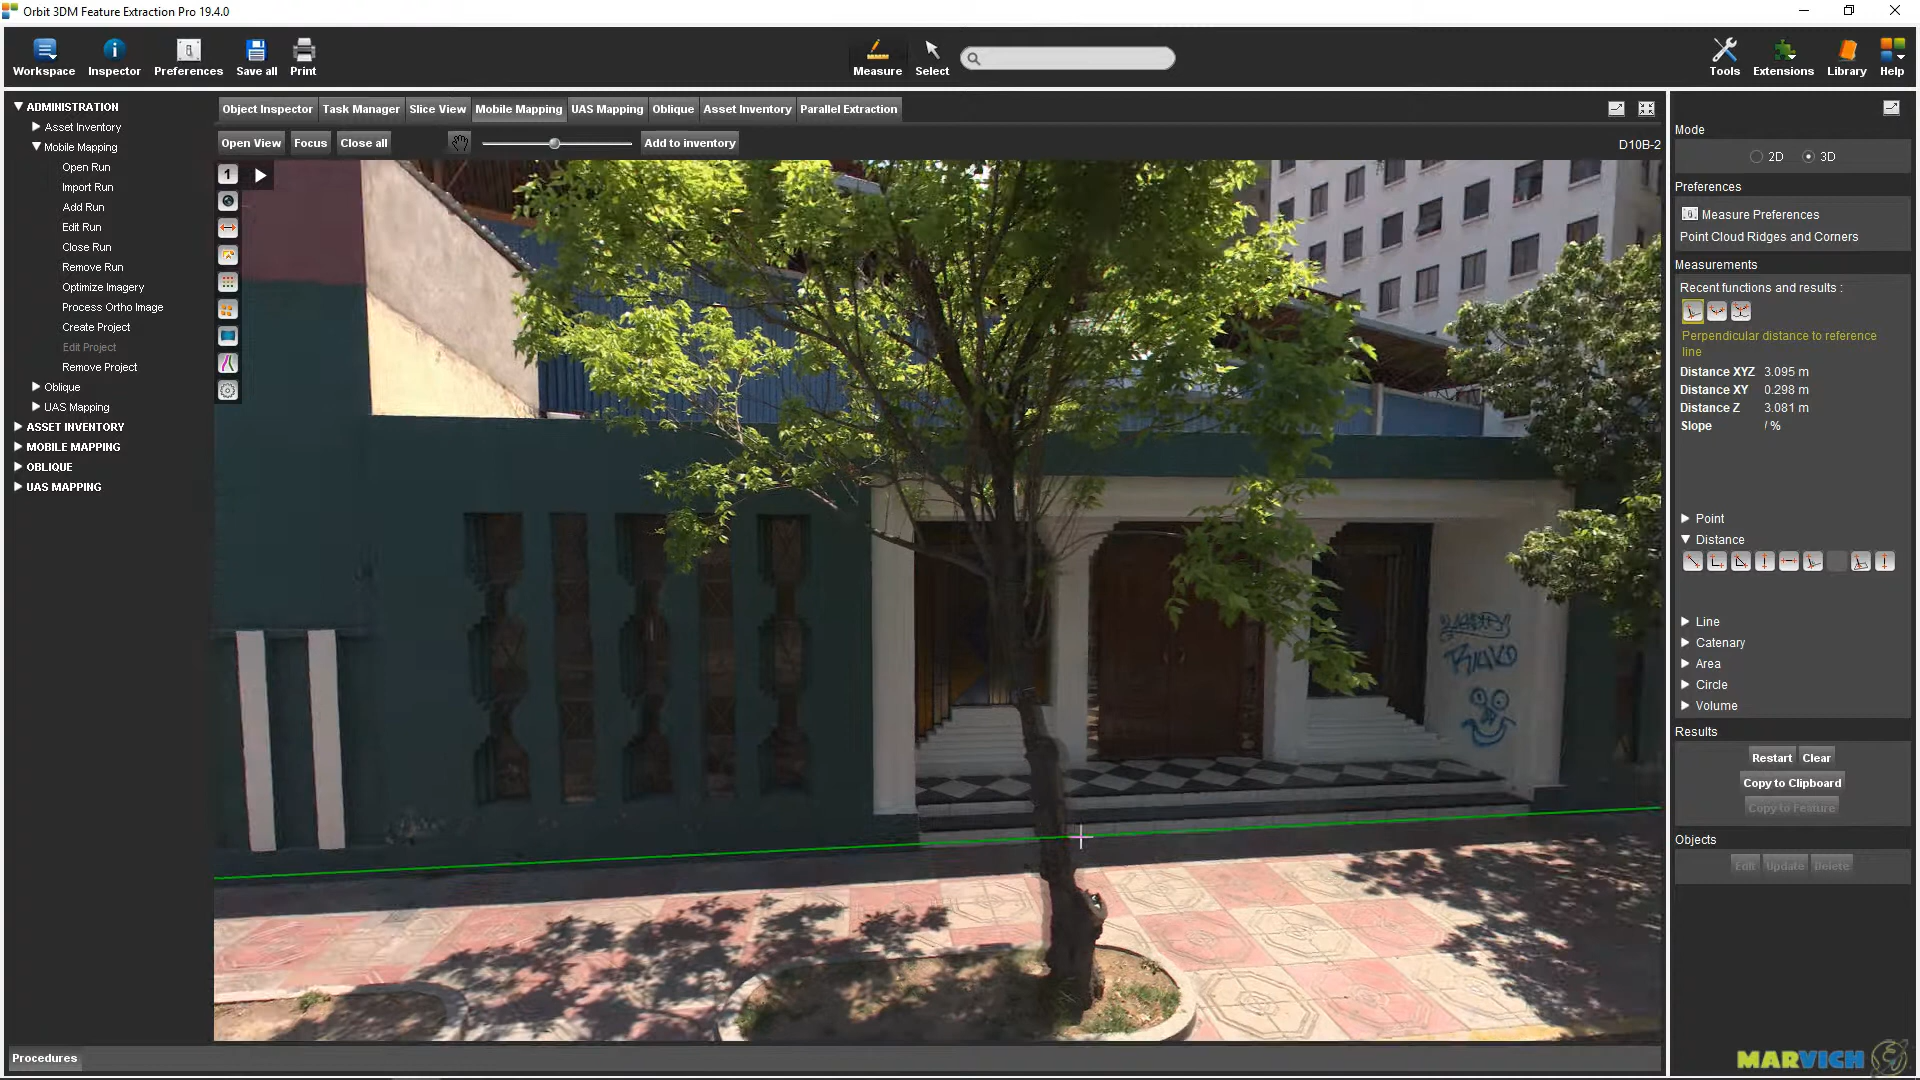 Orbit 3DM Feature Extraction Pro 19.4.0
Workspace
Inspector
Preferences
Save all
Print
Measure
Select
Tools
Extensions
Library
Help
ADMINISTRATION
Asset Inventory
Mobile Mapping
Open Run
Import Run
Add Run
Edit Run
Close Run
Remove Run
Optimize Imagery
Process Ortho Image
Create Project
Edit Project
Remove Project
Oblique
UAS Mapping
ASSET INVENTORY
MOBILE MAPPING
OBLIQUE
UAS MAPPING
Object Inspector
Task Manager
Slice View
Mobile Mapping
UAS Mapping
Oblique
Asset Inventory
Parallel Extraction
Open View
Focus
Close all
Add to inventory
D10B-2
1
Mode
2D
3D
Preferences
Measure Preferences
Point Cloud Ridges and Corners
Measurements
Recent functions and results :
Perpendicular distance to reference
line
Distance XYZ 3.095 m
Distance XY 0.298 m
Distance Z 3.081 m
Slope / %
Point
Distance
Line
Catenary
Area
Circle
Volume
Results
Restart
Clear
Copy to Clipboard
Copy to Feature
Objects
Edit
Update
Delete
Procedures
MARVICH